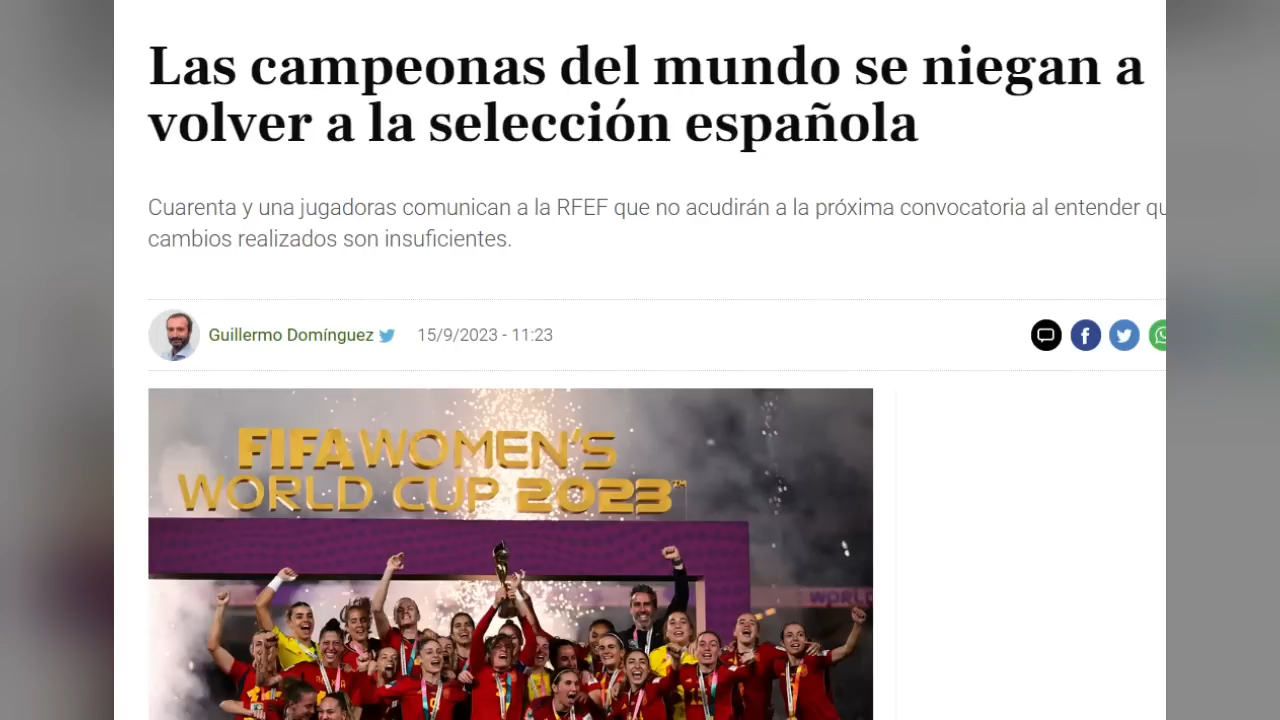 Las campeonas del mundo se niegan a
volver a la selección española
Cuarenta y una jugadoras comunican a la RFEF que no acudirán a la próxima convocatoria al entender
cambios realizados son insuficientes.
Guillermo Domínguez 15/9/2023 - 11:23
FIFA WOMEN'S
WORLD CUP 2023
WORLD